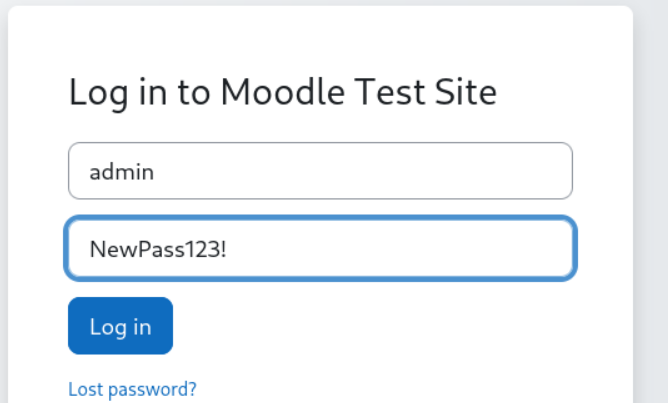 Log in to Moodle Test Site
admin
NewPass123!
Log in
Lost password?